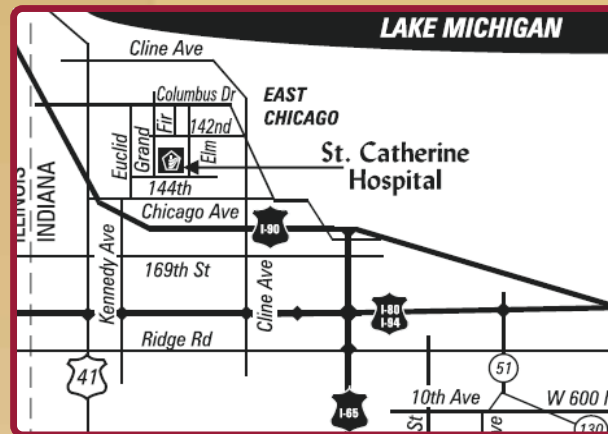 LAKE MICHIGAN
Cline Ave
Columbus Dr
EAST
CHICAGO
Fir
142nd
Euclid
Grand
Elm
St. Catherine
Hospital
144th
ILLINOIS
INDIANA
Chicago Ave
I-90
Kennedy Ave
169th St
Cline Ave
I-80
I-94
Ridge Rd
41
51
10th Ave
W 600
I-65
St
130